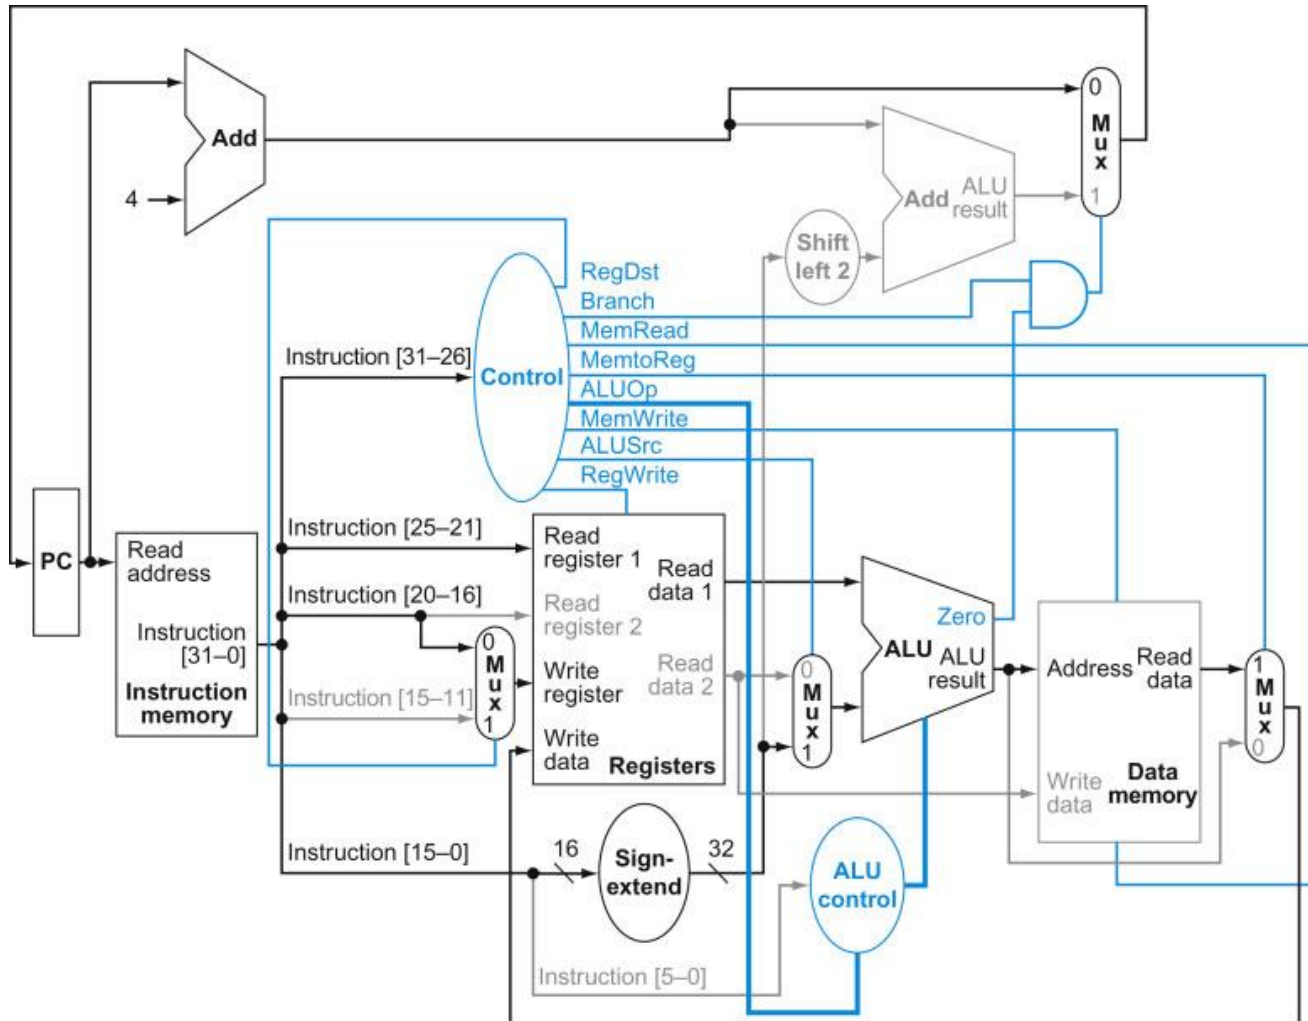 0
M
u
x
1
Add
ALU
result
Add
4
Shift
left 2
RegDst
Branch
MemRead
MemtoReg
ALUOp
MemWrite
ALUSrc
RegWrite
Control
Instruction [31–26]
PC
Read
address
Instruction
[31–0]
Instruction
memory
Instruction [25–21]
Instruction [20–16]
Instruction [15–11]
0
M
u
x
1
Read
register 1
Read
register 2
Write
register
Write
data
Read
data 1
Read
data 2
Registers
0
M
u
x
1
Zero
ALU
ALU
result
Address
Read
data
Write
data
Data
memory
1
M
u
x
0
Instruction [15–0]
16
Sign-
extend
32
ALU
control
Instruction [5–0]